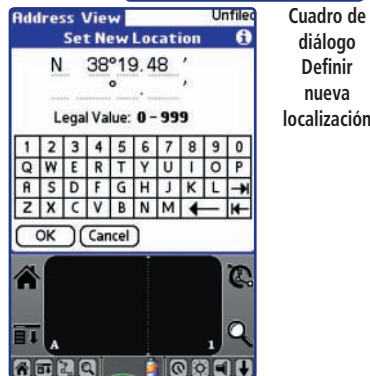 Address View Unfiled
Set New Location i
N 38°19.48 ′
° . ′
Legal Value: 0 – 999
1 2 3 4 5 6 7 8 9 0
Q W E R T Y U I O P
A S D F G H J K L
Z X C V B N M
OK Cancel
A 1
Cuadro de
diálogo
Definir
nueva
localización